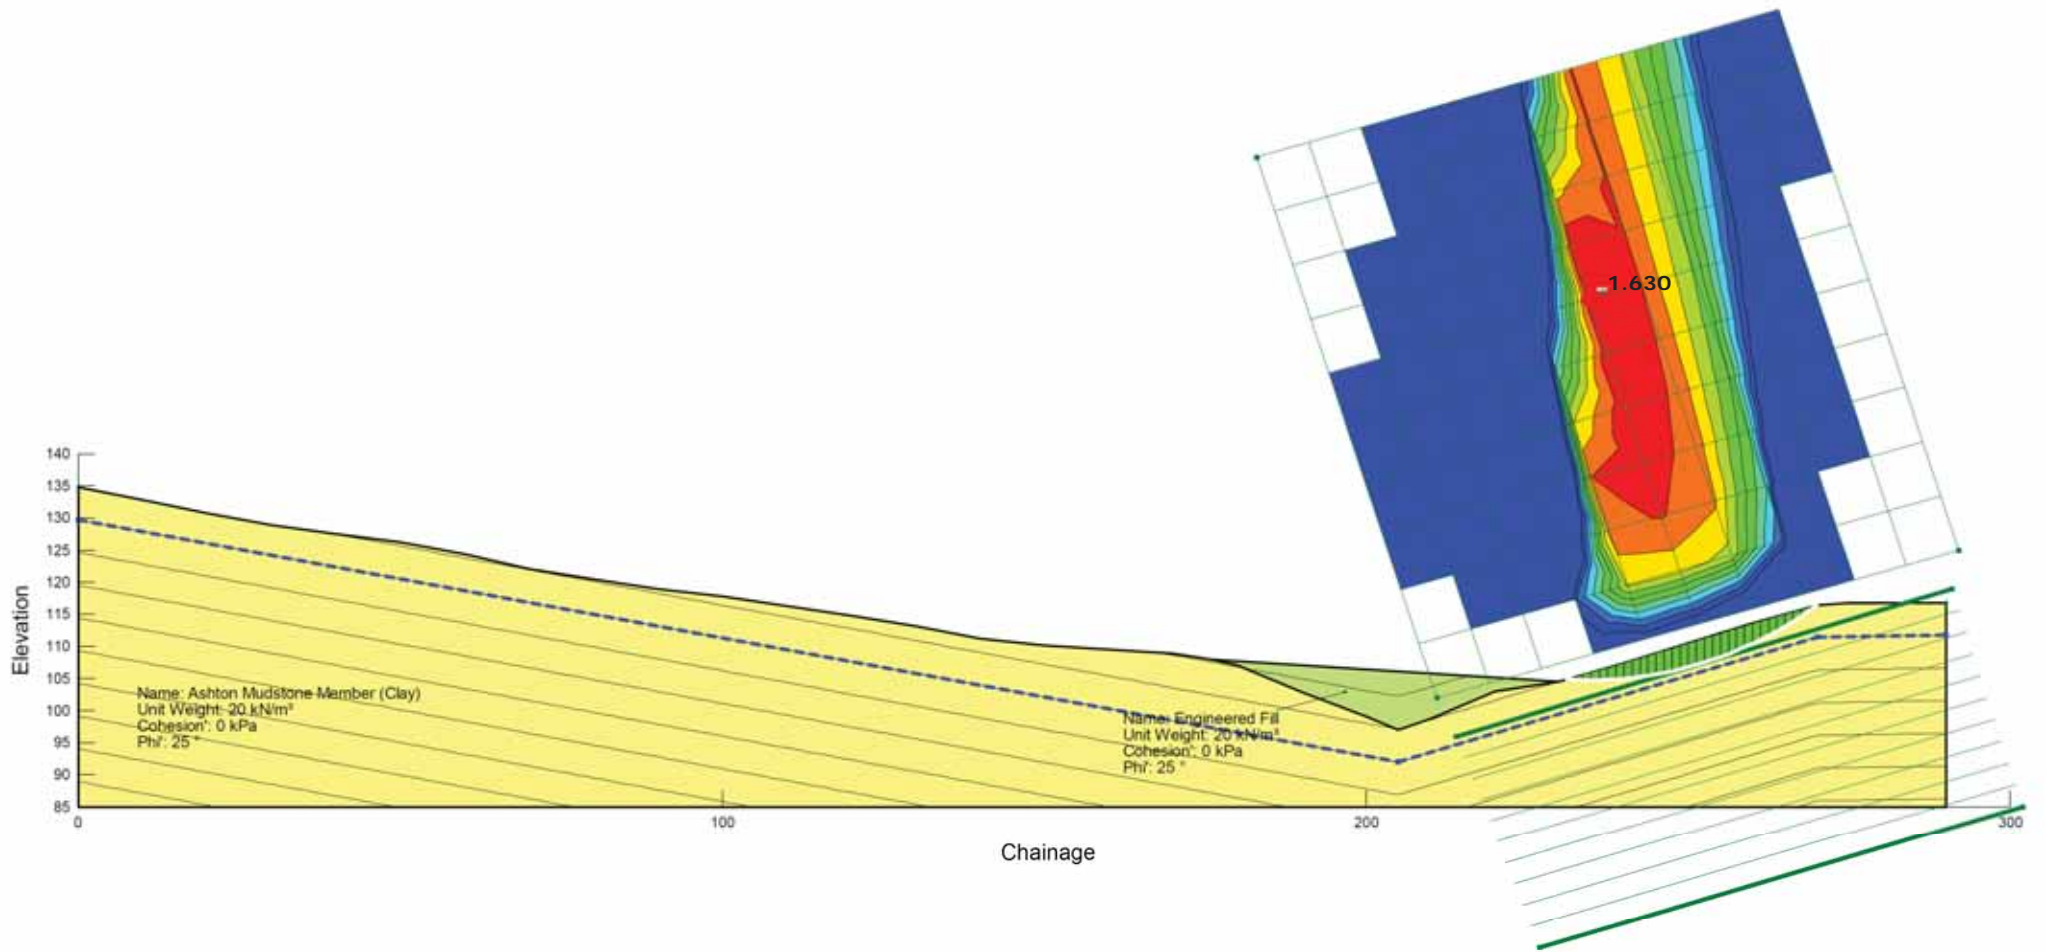 1.630
140
135
130
125
120
115
110
105
100
95
90
85
Elevation
Name: Ashton Mudstone Member (Clay)
Unit Weight: 20 kN/m³
Cohesion': 0 kPa
Phi': 25 °
Name: Engineered Fill
Unit Weight: 20 kN/m³
Cohesion': 0 kPa
Phi': 25 °
0
100
200
300
Chainage